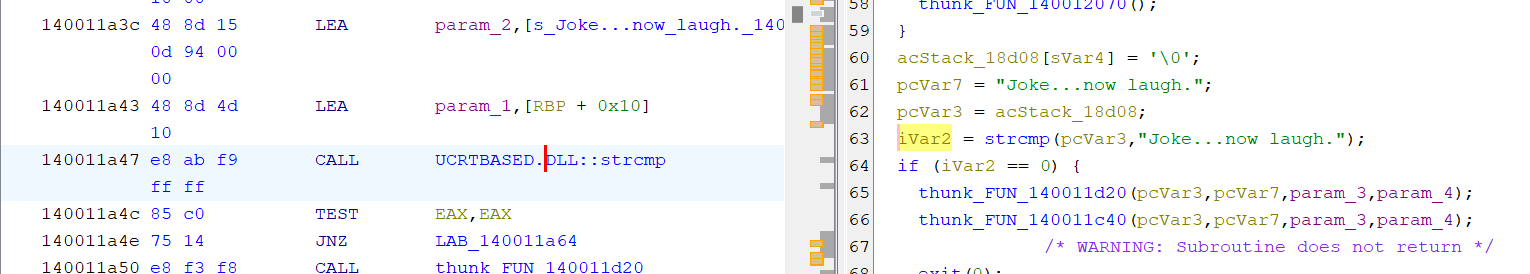 10 00
140011a3c 48 8d 15 LEA param_2,[s_Joke...now_laugh._140
0d 94 00
00
140011a43 48 8d 4d LEA param_1,[RBP + 0x10]
10
140011a47 e8 ab f9 CALL UCRTBASED.DLL::strcmp
ff ff
140011a4c 85 c0 TEST EAX,EAX
140011a4e 75 14 JNZ LAB_140011a64
140011a50 e8 f3 f8 CALL thunk_FUN_140011d20
58 thunk_FUN_140012070();
59 }
60 acStack_18d08[sVar4] = '\0';
61 pcVar7 = "Joke...now laugh.";
62 pcVar3 = acStack_18d08;
63 iVar2 = strcmp(pcVar3,"Joke...now laugh.");
64 if (iVar2 == 0) {
65 thunk_FUN_140011d20(pcVar3,pcVar7,param_3,param_4);
66 thunk_FUN_140011c40(pcVar3,pcVar7,param_3,param_4);
67 /* WARNING: Subroutine does not return */
68 exit(0);